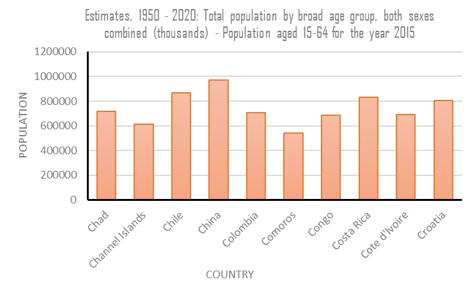 Estimates, 1950 - 2020: Total population by broad age group, both sexes
combined (thousands) - Population aged 15-64 for the year 2015
1200000
1000000
800000
600000
400000
200000
0
POPULATION
Chad
Channel Islands
Chile
China
Colombia
Comoros
Congo
Costa Rica
Cote d'Ivoire
Croatia
COUNTRY